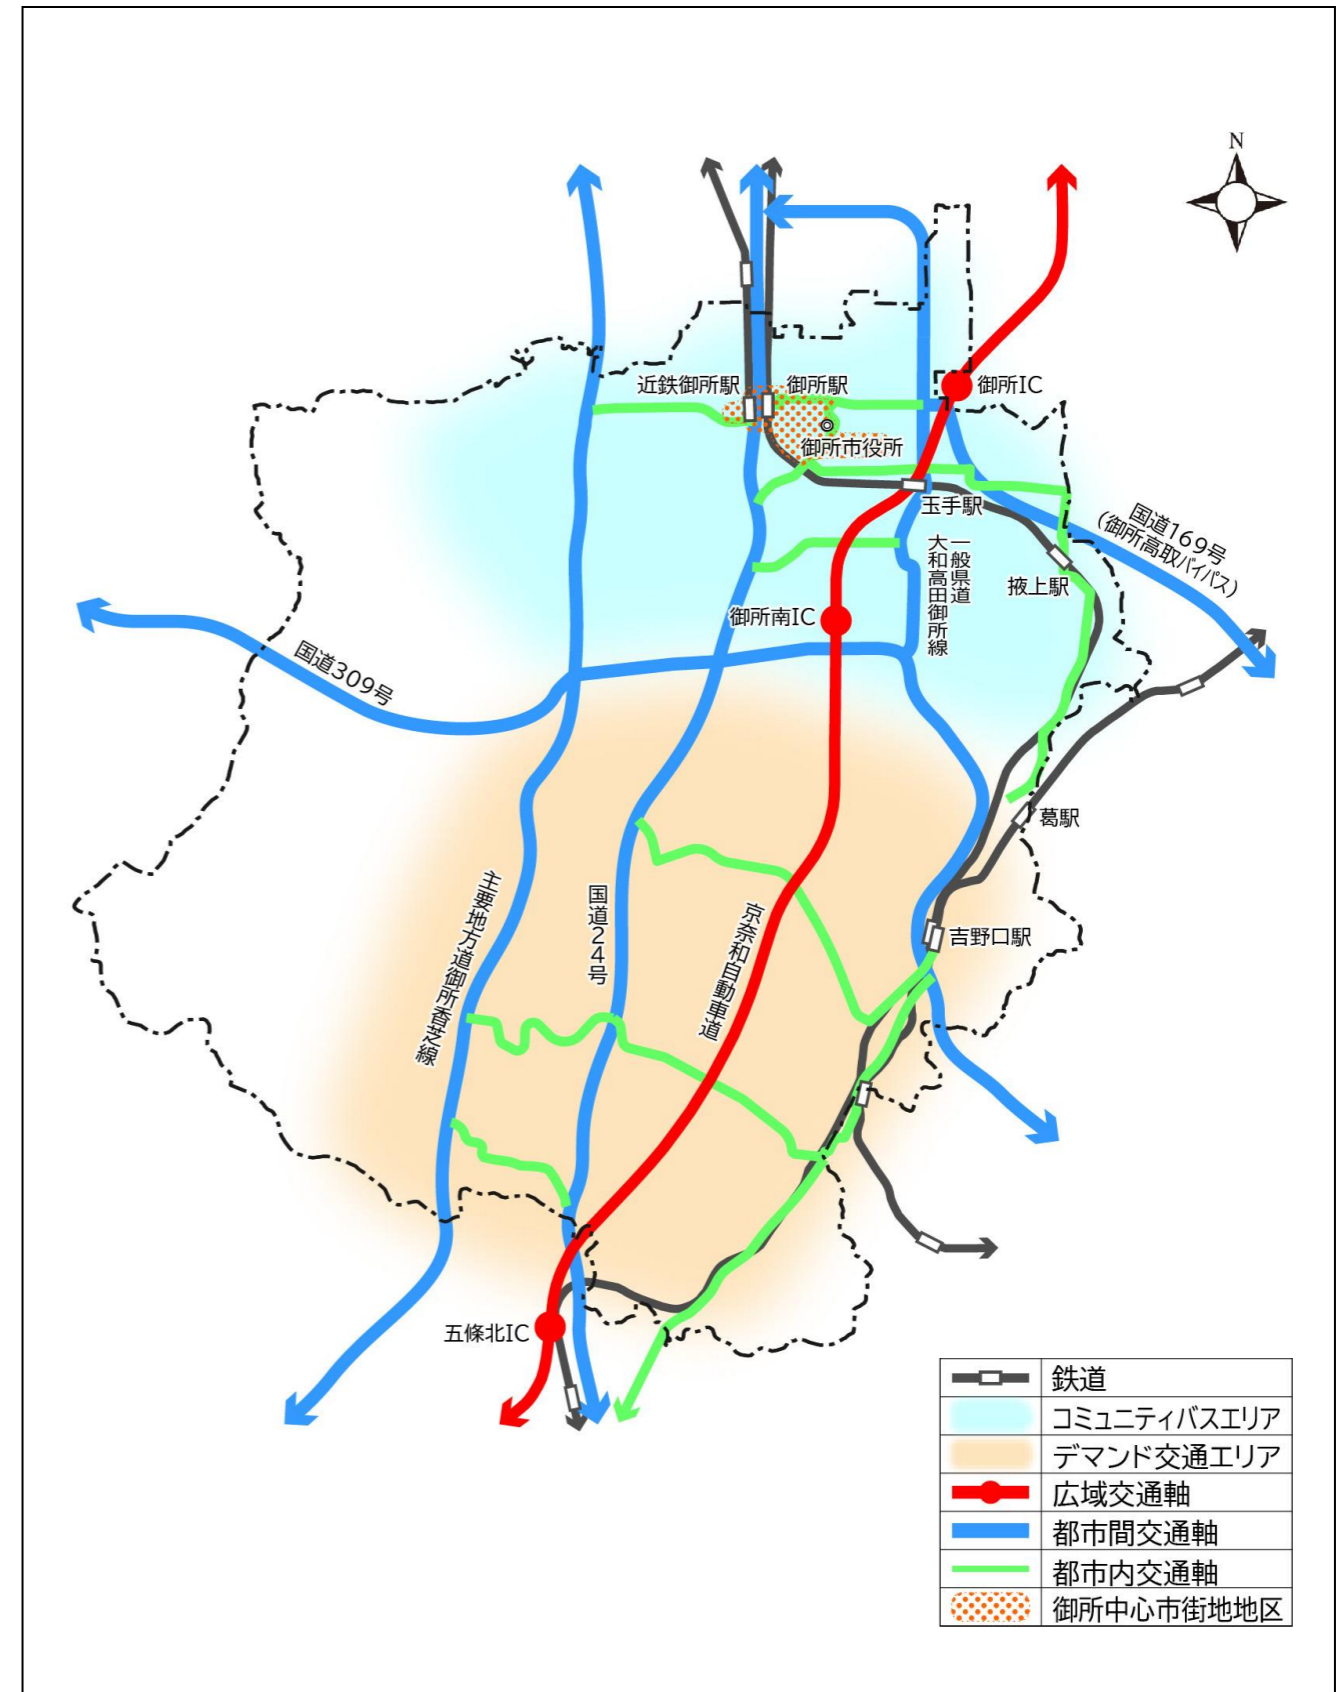 N
近鉄御所駅
御所駅
御所IC
御所市役所
玉手駅
国道169号
(御所高取バイパス)
一般県道
大和高田御所線
掖上駅
御所南IC
国道309号
葛駅
主要地方道御所香芝線
国道24号
京奈和自動車道
吉野口駅
五條北IC
鉄道
コミュニティバスエリア
デマンド交通エリア
広域交通軸
都市間交通軸
都市内交通軸
御所中心市街地地区